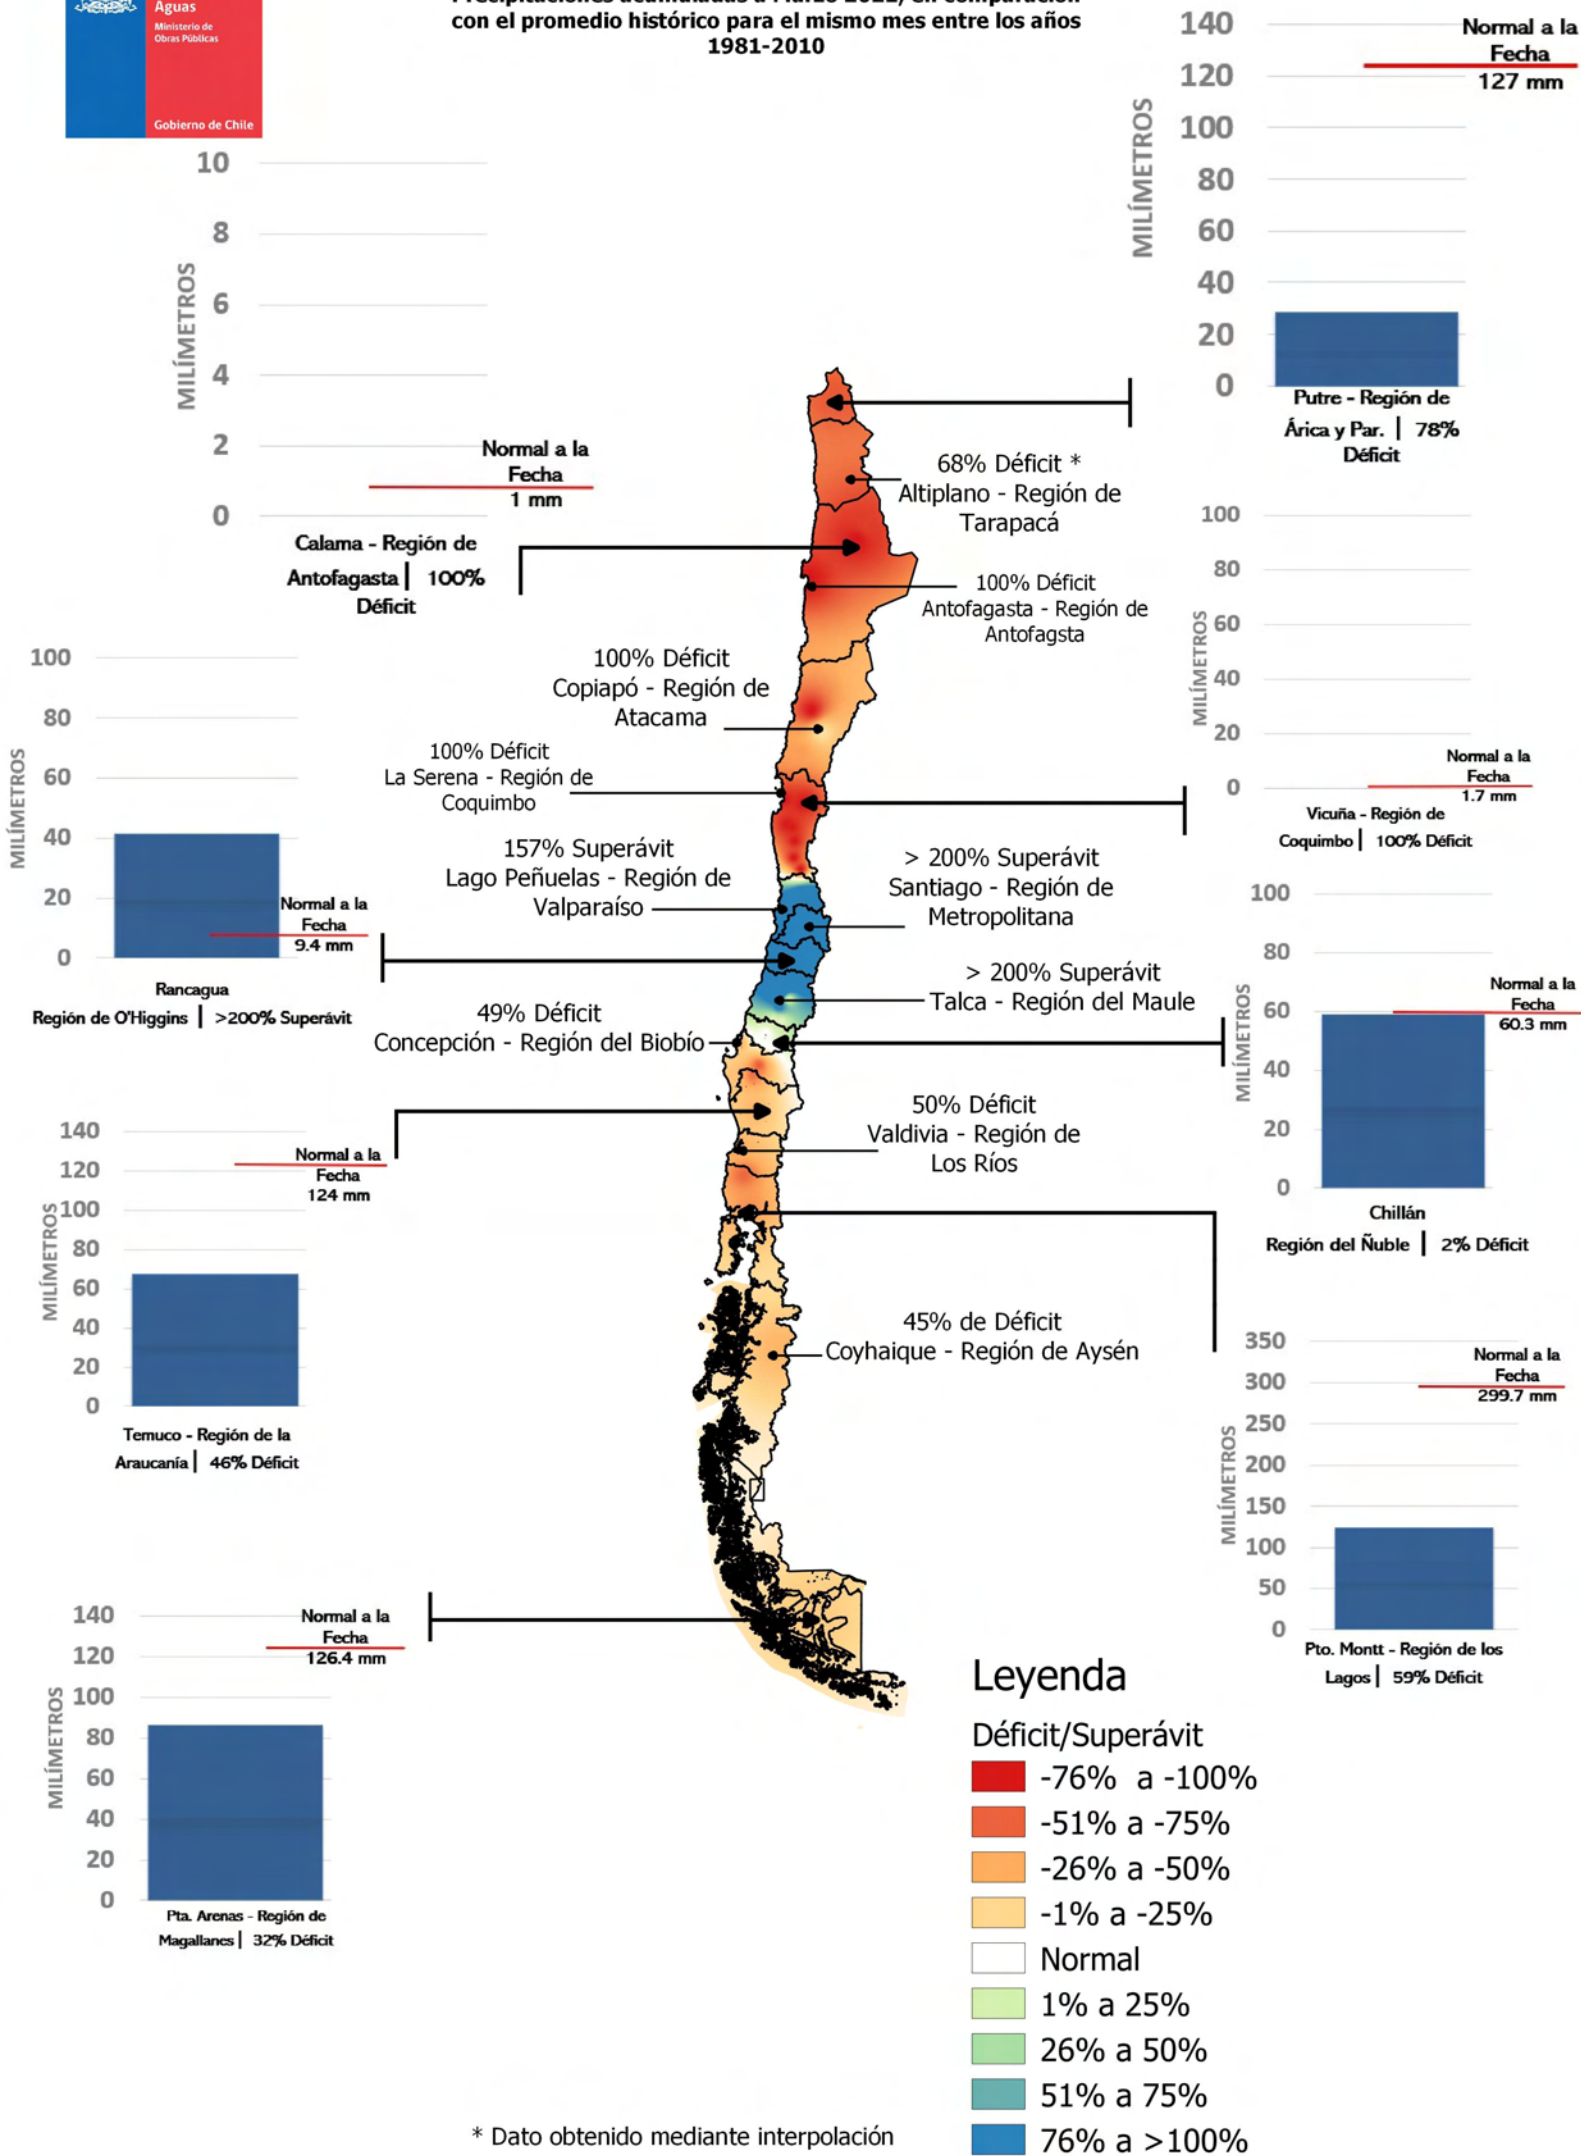 Aguas
Ministerio de
Obras Públicas
Gobierno de Chile
con el promedio histórico para el mismo mes entre los años
1981-2010
140
120
100
80
60
40
20
0
MILÍMETROS
Normal a la
Fecha
127 mm
Putre - Región de
Árica y Par. | 78%
Déficit
10
8
6
4
2
0
MILÍMETROS
Normal a la
Fecha
1 mm
Calama - Región de
Antofagasta | 100%
Déficit
68% Déficit *
Altiplano - Región de
Tarapacá
100% Déficit
Antofagasta - Región de
Antofagsta
100
80
60
40
20
0
MILÍMETROS
Normal a la
Fecha
1.7 mm
Vicuña - Región de
Coquimbo | 100% Déficit
100% Déficit
Copiapó - Región de
Atacama
100% Déficit
La Serena - Región de
Coquimbo
100
80
60
40
20
0
MILÍMETROS
Normal a la
Fecha
9.4 mm
Rancagua
Región de O'Higgins | >200% Superávit
157% Superávit
Lago Peñuelas - Región de
Valparaíso
> 200% Superávit
Santiago - Región de
Metropolitana
> 200% Superávit
Talca - Región del Maule
100
80
60
40
20
0
MILÍMETROS
Normal a la
Fecha
60.3 mm
Chillán
Región del Ñuble | 2% Déficit
49% Déficit
Concepción - Región del Biobío
140
120
100
80
60
40
20
0
MILÍMETROS
Normal a la
Fecha
124 mm
Temuco - Región de la
Araucanía | 46% Déficit
50% Déficit
Valdivia - Región de
Los Ríos
45% de Déficit
Coyhaique - Región de Aysén
350
300
250
200
150
100
50
0
MILÍMETROS
Normal a la
Fecha
299.7 mm
Pto. Montt - Región de los
Lagos | 59% Déficit
140
120
100
80
60
40
20
0
MILÍMETROS
Normal a la
Fecha
126.4 mm
Pta. Arenas - Región de
Magallanes | 32% Déficit
Leyenda
Déficit/Superávit
-76% a -100%
-51% a -75%
-26% a -50%
-1% a -25%
Normal
1% a 25%
26% a 50%
51% a 75%
76% a >100%
* Dato obtenido mediante interpolación